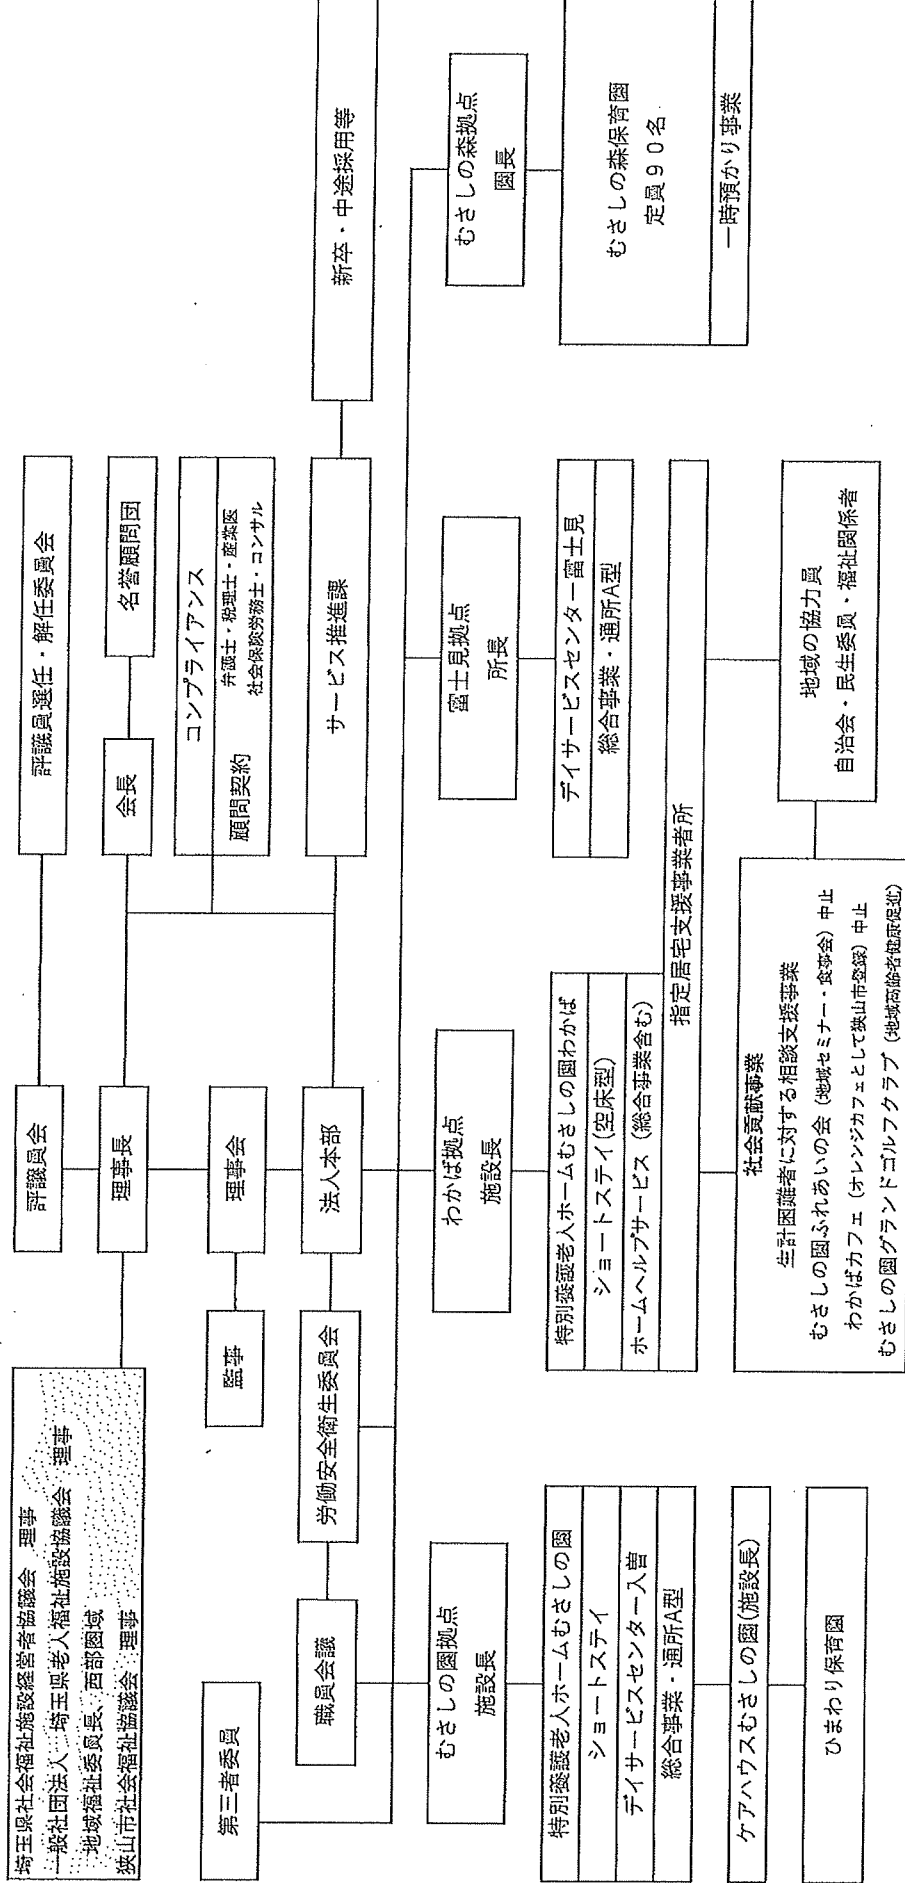 埼玉県社会福祉施設経営者協議会　理事
一般社団法人　埼玉県老人福祉施設協議会　理事
地域福祉委員長、西部圏域
狭山市社会福祉協議会　理事
評議員会
評議員選任・解任委員会
理事長
会長
名誉顧問団
コンプライアンス
顧問契約
弁護士・税理士・産業医
社会保険労務士・コンサル
監事
理事会
第三者委員
職員会議
労働安全衛生委員会
法人本部
サービス推進課
新卒・中途採用等
むさしの園拠点
施設長
わかば拠点
施設長
富士見拠点
所長
むさしの森拠点
園長
特別養護老人ホームむさしの園
ショートステイ
デイサービスセンター入曽
総合事業・通所A型
ケアハウスむさしの園(施設長)
ひまわり保育園
特別養護老人ホームむさしの園わかば
ショートステイ(空床型)
ホームヘルプサービス（総合事業含む）
デイサービスセンター富士見
総合事業・通所A型
指定居宅支援事業者所
むさしの森保育園
定員９０名
一時預かり事業
社会貢献事業
生計困難者に対する相談支援事業
むさしの園ふれあいの会（地域セミナー・食事会）中止
わかばカフェ（オレンジカフェとして狭山市登録）中止
むさしの園グランドゴルフクラブ（地域高齢者健康促進）
地域の協力員
自治会・民生委員・福祉関係者